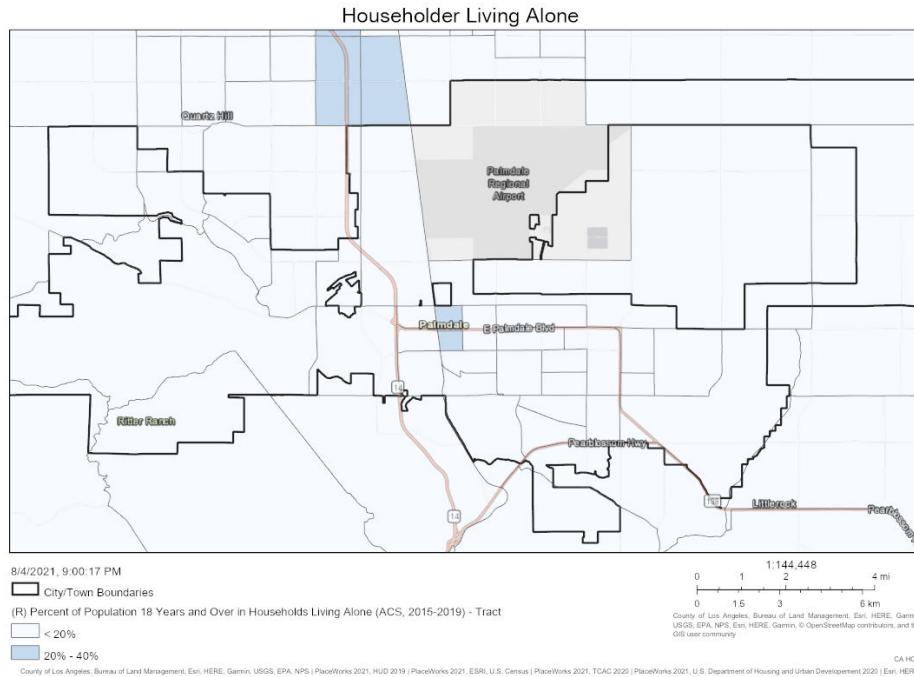 Householder Living Alone
Quartz Hill
Palmdale
Regional
Airport
Palmdale
E Palmdale Blvd
14
Ritter Ranch
Pearblossom Hwy
14
Littlerock
8/4/2021, 9:00:17 PM
City/Town Boundaries
(R) Percent of Population 18 Years and Over in Households Living Alone (ACS, 2015-2019) - Tract
< 20%
20% - 40%
1:144,448
0 1 2 4 mi
0 1.5 3 6 km
County of Los Angeles, Bureau of Land Management, Esri, HERE, Garmin,
USGS, EPA, NPS, Esri, HERE, Garmin, © OpenStreetMap contributors, and th
GIS user community
CA HC
County of Los Angeles, Bureau of Land Management, Esri, HERE, Garmin, USGS, EPA, NPS | PlaceWorks 2021, HUD 2019 | PlaceWorks 2021, ESRI, U.S. Census | PlaceWorks 2021, TCAC 2020 | PlaceWorks 2021, U.S. Department of Housing and Urban Developement 2020 | Esri, HERE